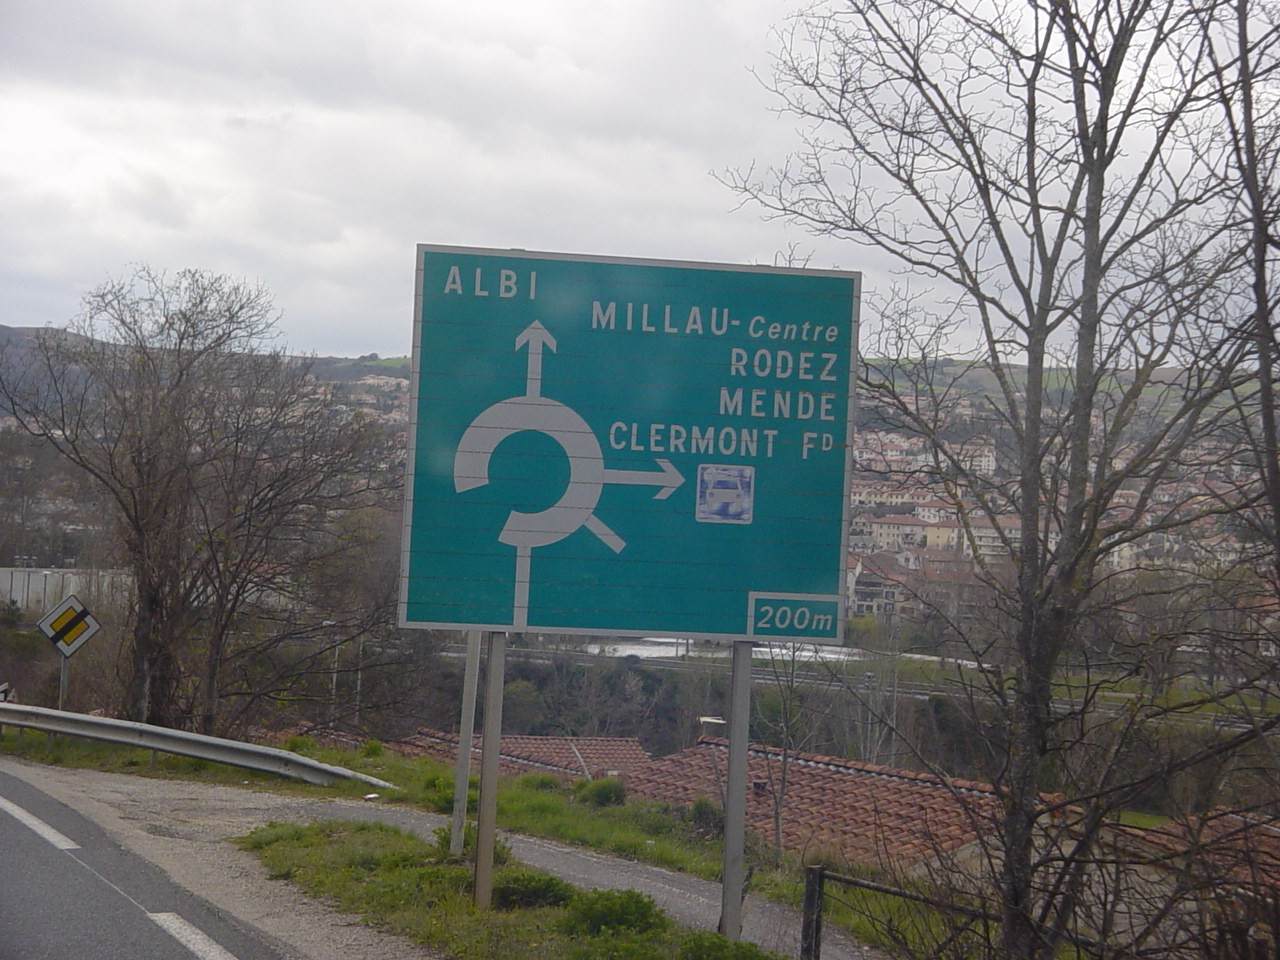 ALBI
MILLAU-Centre
RODEZ
MENDE
CLERMONT FD
200m